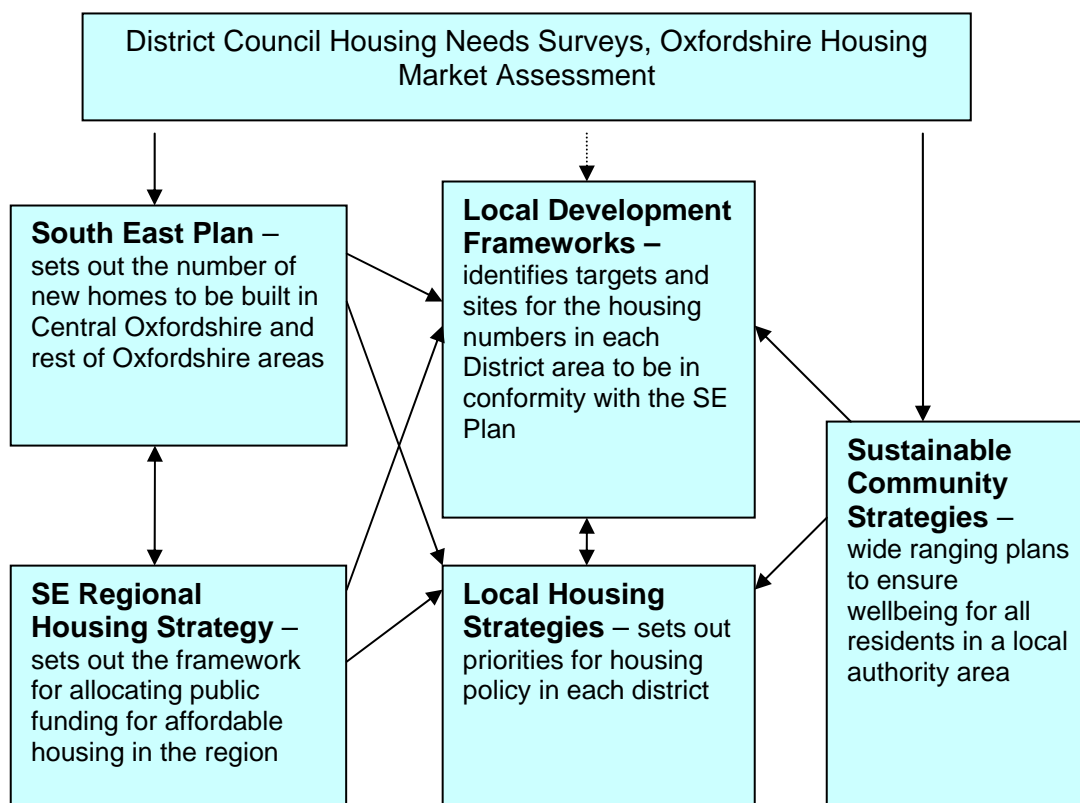 District Council Housing Needs Surveys, Oxfordshire Housing
Market Assessment
South East Plan –
sets out the number of
new homes to be built in
Central Oxfordshire and
rest of Oxfordshire areas
Local Development
Frameworks –
identifies targets and
sites for the housing
numbers in each
District area to be in
conformity with the SE
Plan
Sustainable
Community
Strategies –
wide ranging plans
to ensure
wellbeing for all
residents in a local
authority area
SE Regional
Housing Strategy –
sets out the framework
for allocating public
funding for affordable
housing in the region
Local Housing
Strategies – sets out
priorities for housing
policy in each district